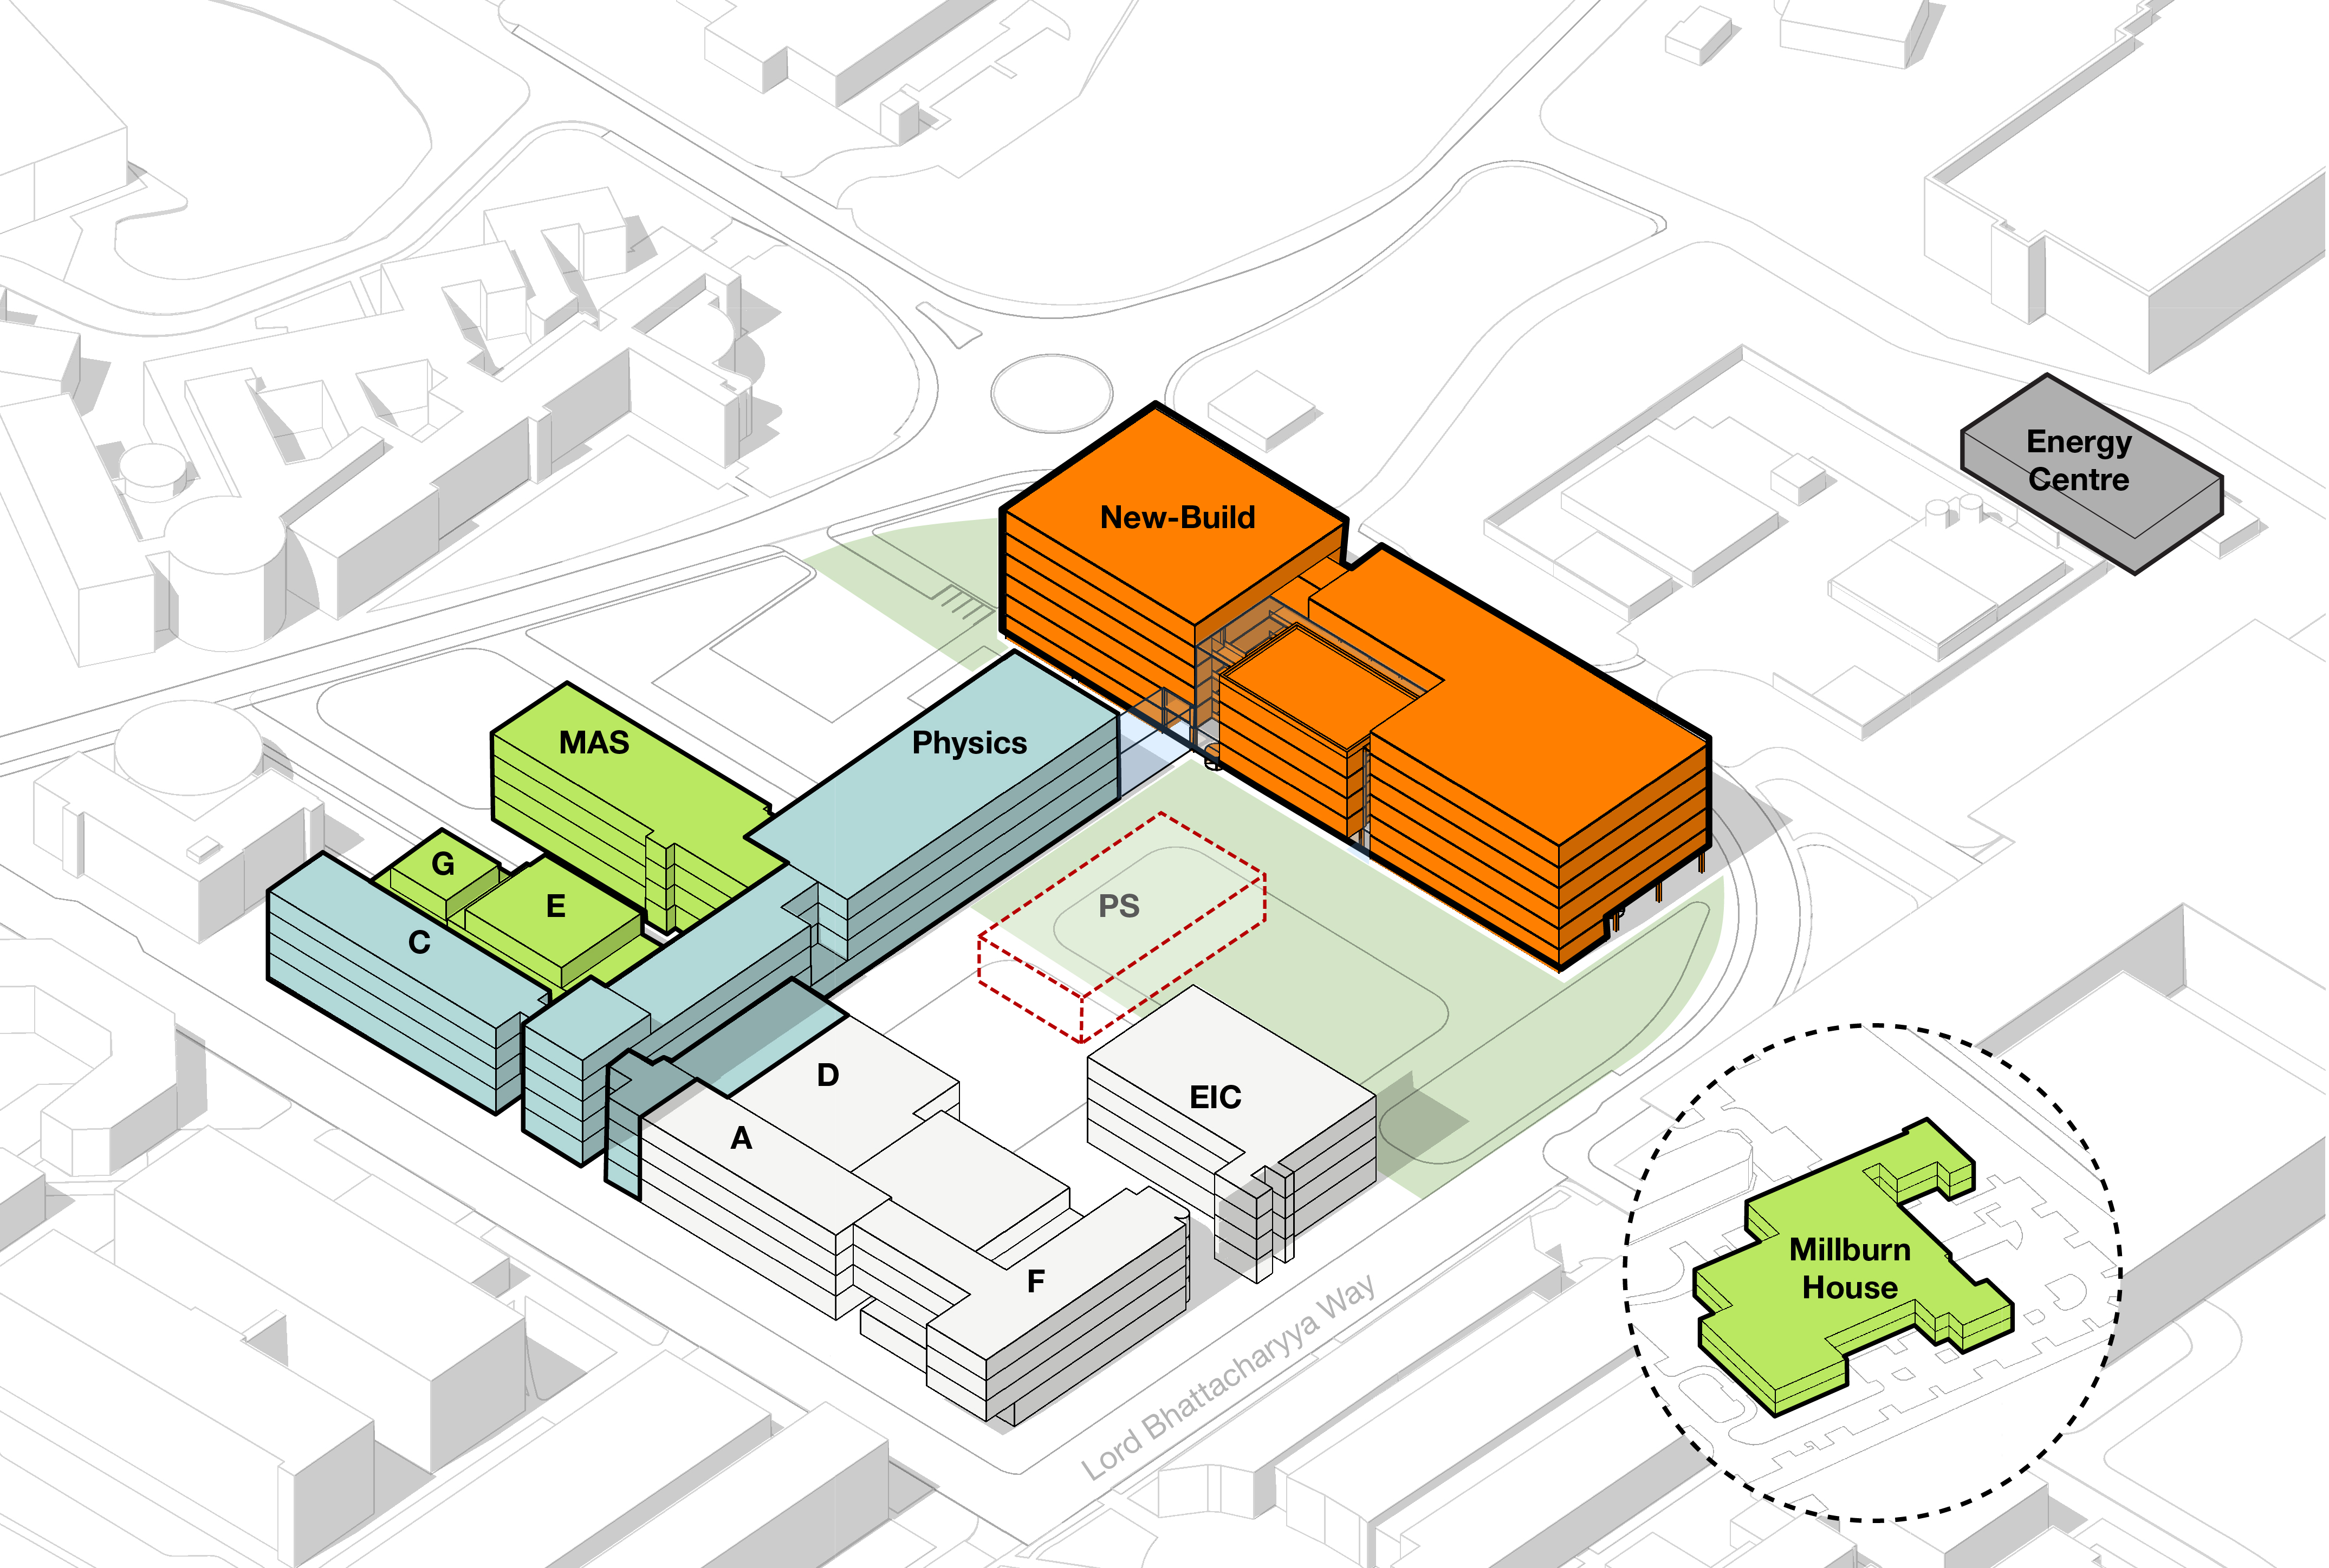 Energy
Centre
New-Build
MAS
Physics
G
E
C
PS
D
EIC
A
Millburn
House
F
Lord Bhattacharyya Way